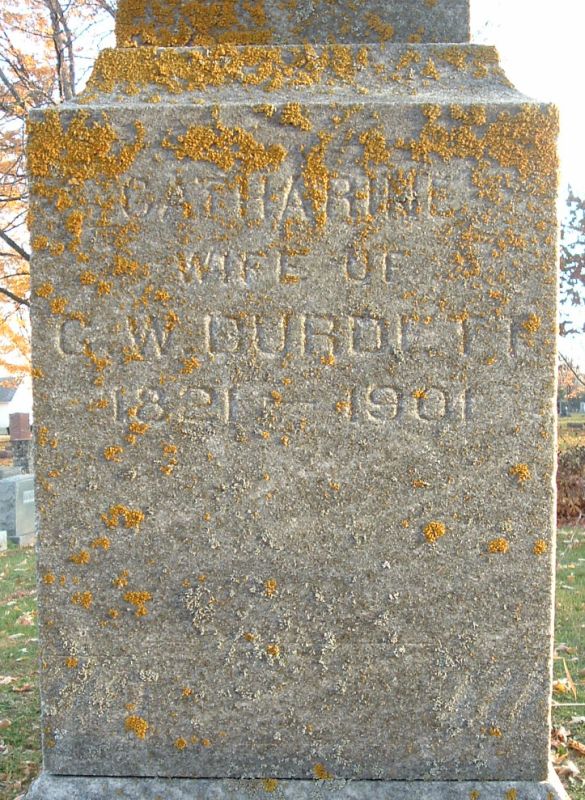 CATHARINE
WIFE OF
G. W. BURDETT
1821 – 1901